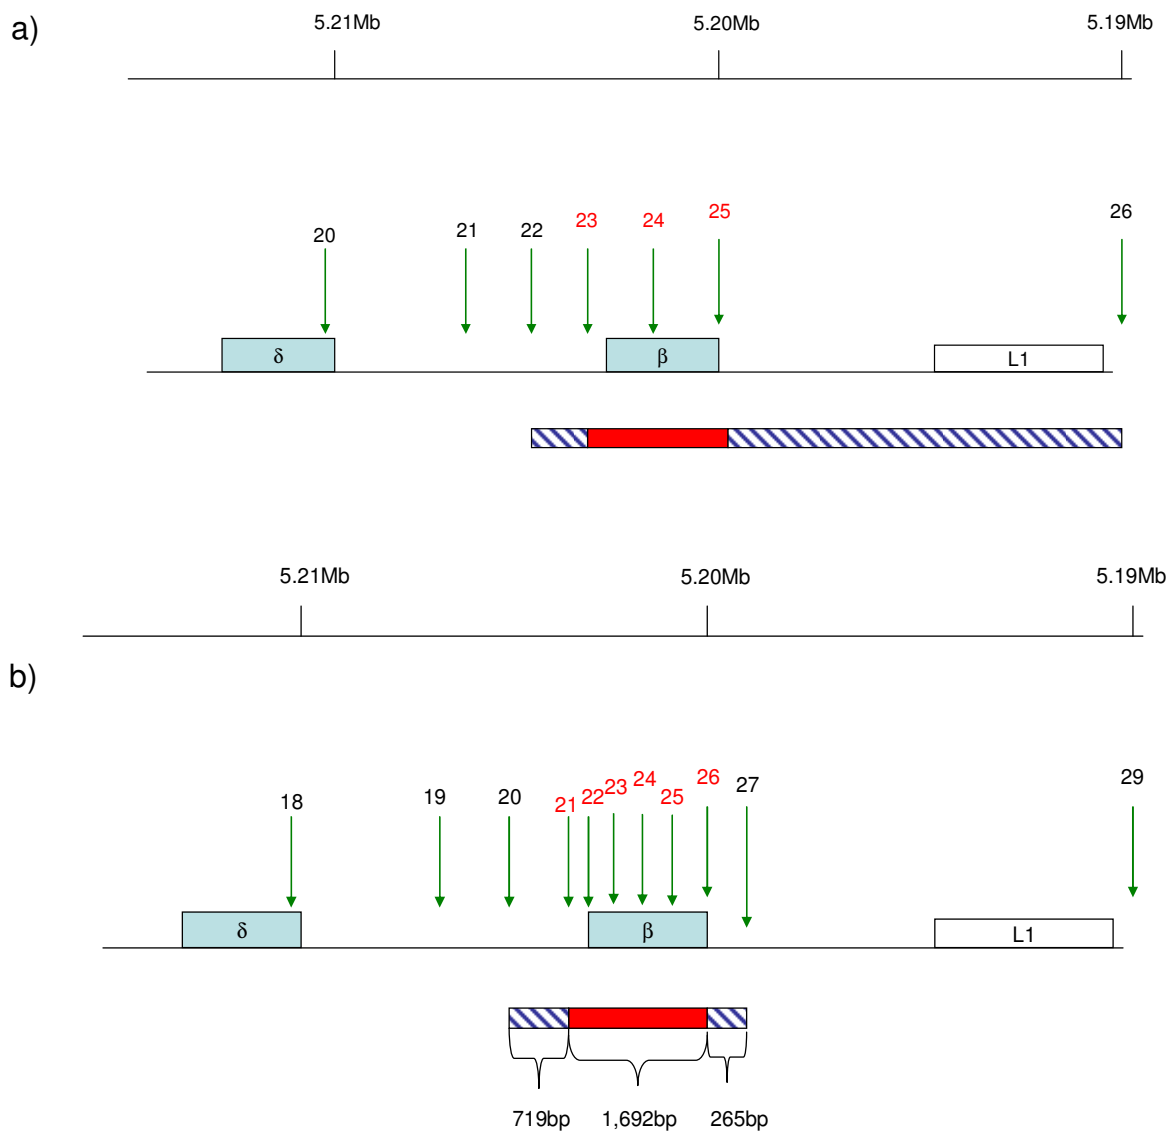 a)
5.21Mb 5.20Mb 5.19Mb
20 21 22 23 24 25 26
δ β L1
5.21Mb 5.20Mb 5.19Mb
b)
18 19 20 21 22 23 24 25 26 27 29
δ β L1
719bp 1,692bp 265bp